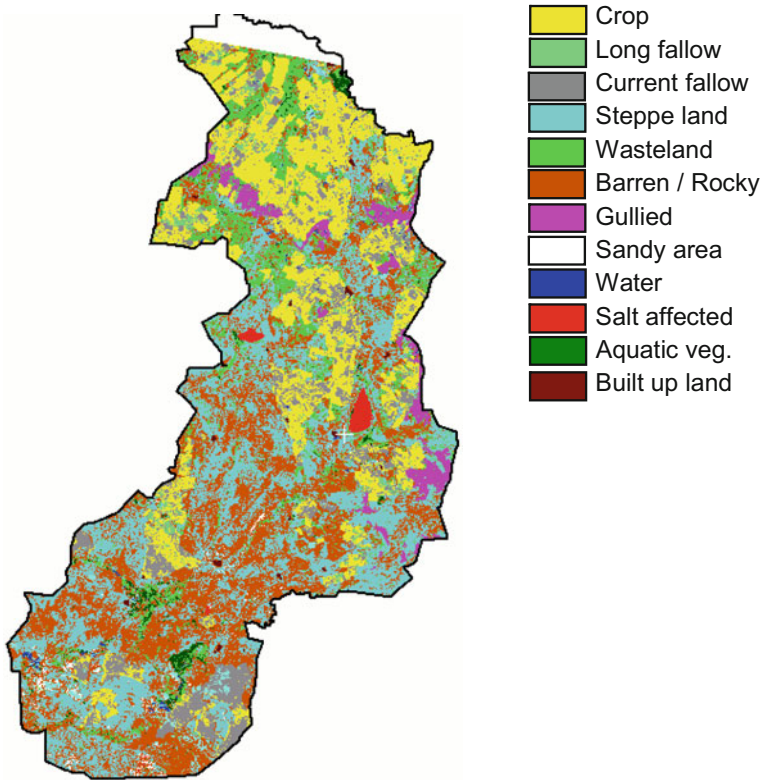 Crop
Long fallow
Current fallow
Steppe land
Wasteland
Barren / Rocky
Gullied
Sandy area
Water
Salt affected
Aquatic veg.
Built up land